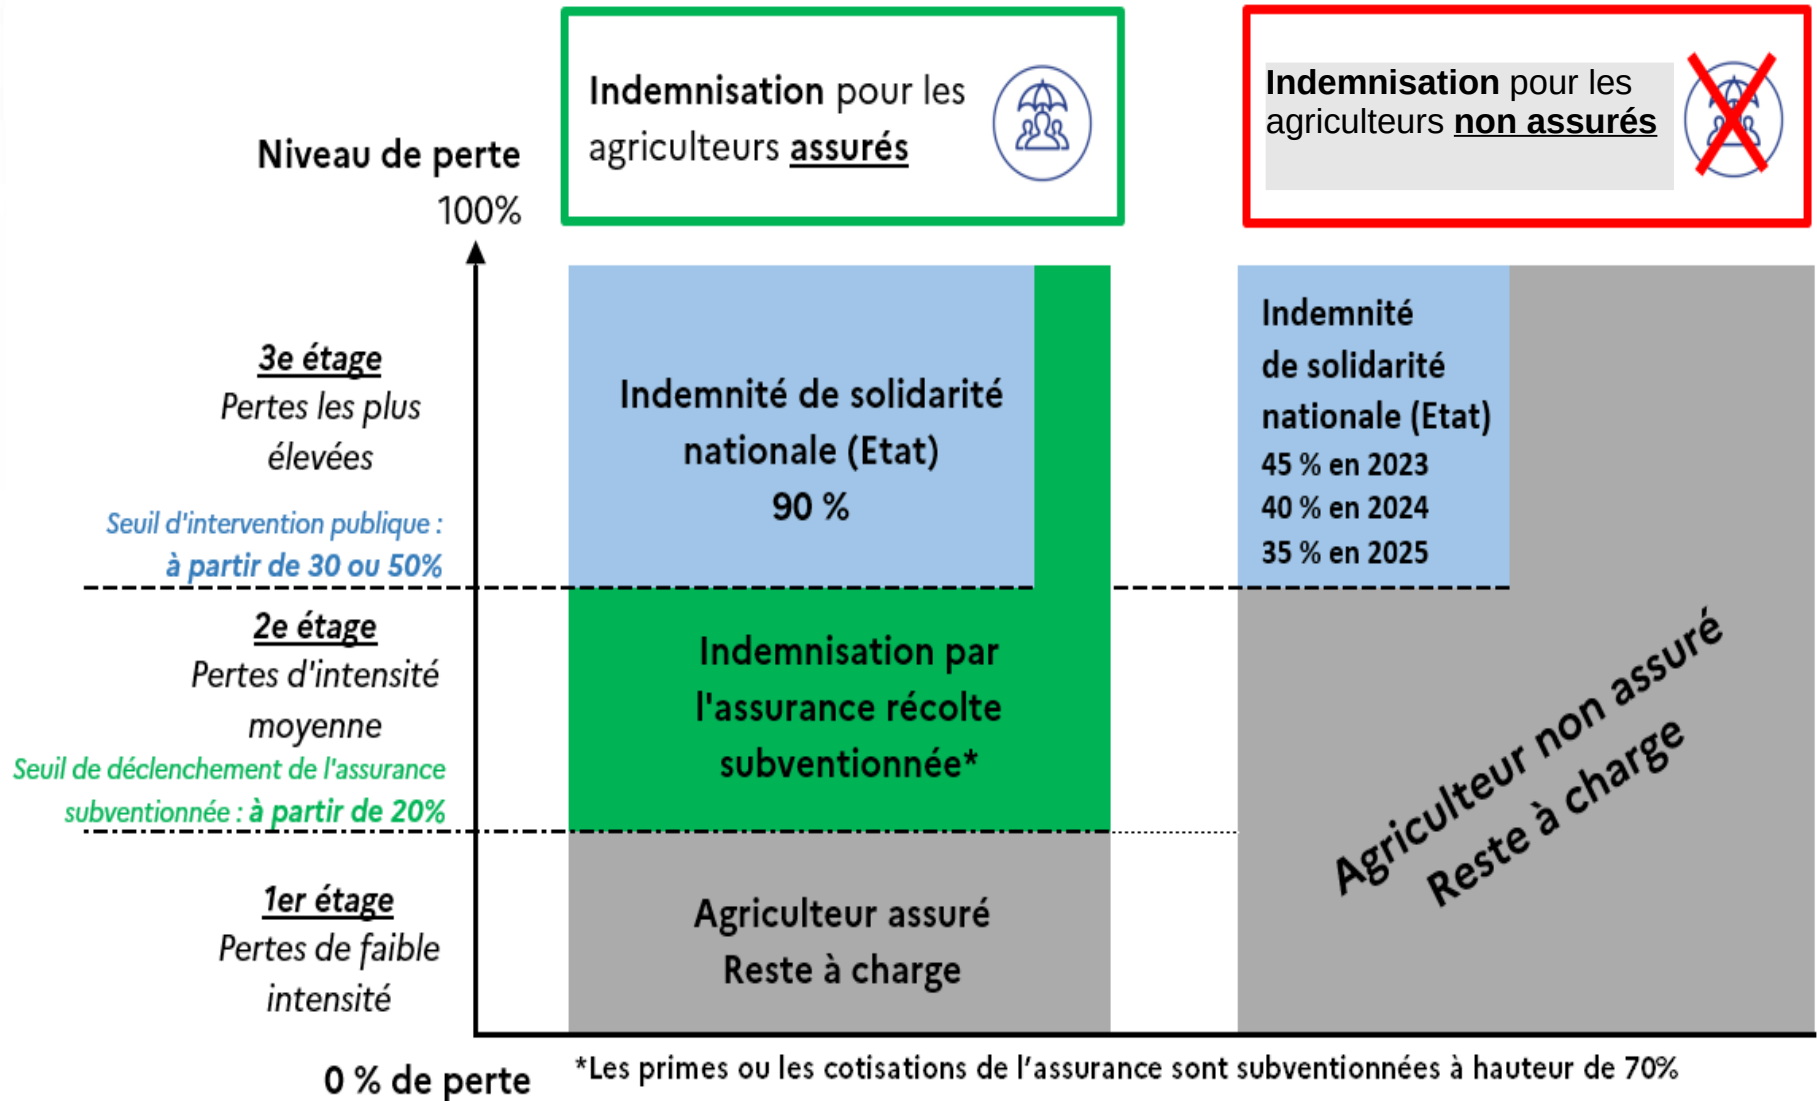 Indemnisation pour les
agriculteurs assurés
Indemnisation pour les
agriculteurs non assurés
Niveau de perte
100%
3e étage
Pertes les plus
élevées
Seuil d'intervention publique :
à partir de 30 ou 50%
2e étage
Pertes d'intensité
moyenne
Seuil de déclenchement de l'assurance
subventionnée : à partir de 20%
1er étage
Pertes de faible
intensité
0 % de perte
Indemnité de solidarité
nationale (Etat)
90 %
Indemnisation par
l'assurance récolte
subventionnée*
Agriculteur assuré
Reste à charge
Indemnité
de solidarité
nationale (Etat)
45 % en 2023
40 % en 2024
35 % en 2025
Agriculteur non assuré
Reste à charge
*Les primes ou les cotisations de l’assurance sont subventionnées à hauteur de 70%